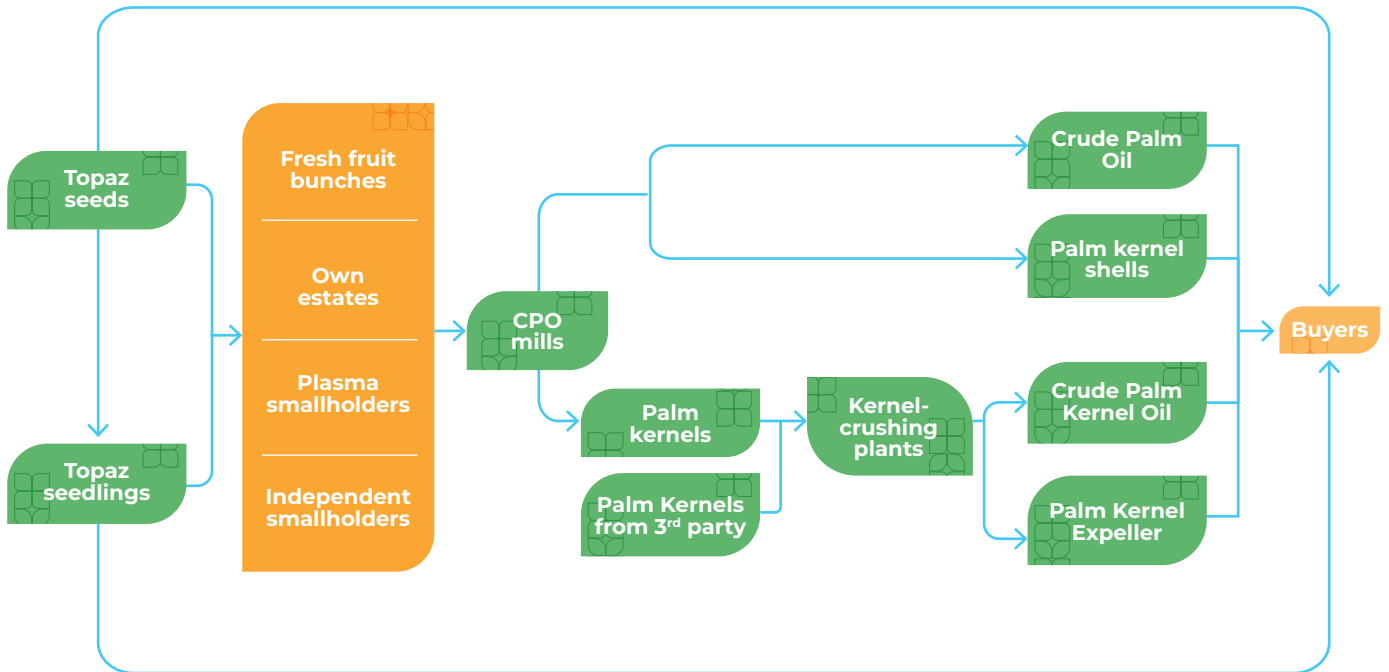 Topaz
seeds
Topaz
seedlings
Fresh fruit
bunches
Own
estates
Plasma
smallholders
Independent
smallholders
CPO
mills
Palm
kernels
Palm Kernels
from 3rd party
Kernel-
crushing
plants
Crude Palm
Oil
Palm kernel
shells
Crude Palm
Kernel Oil
Palm Kernel
Expeller
Buyers